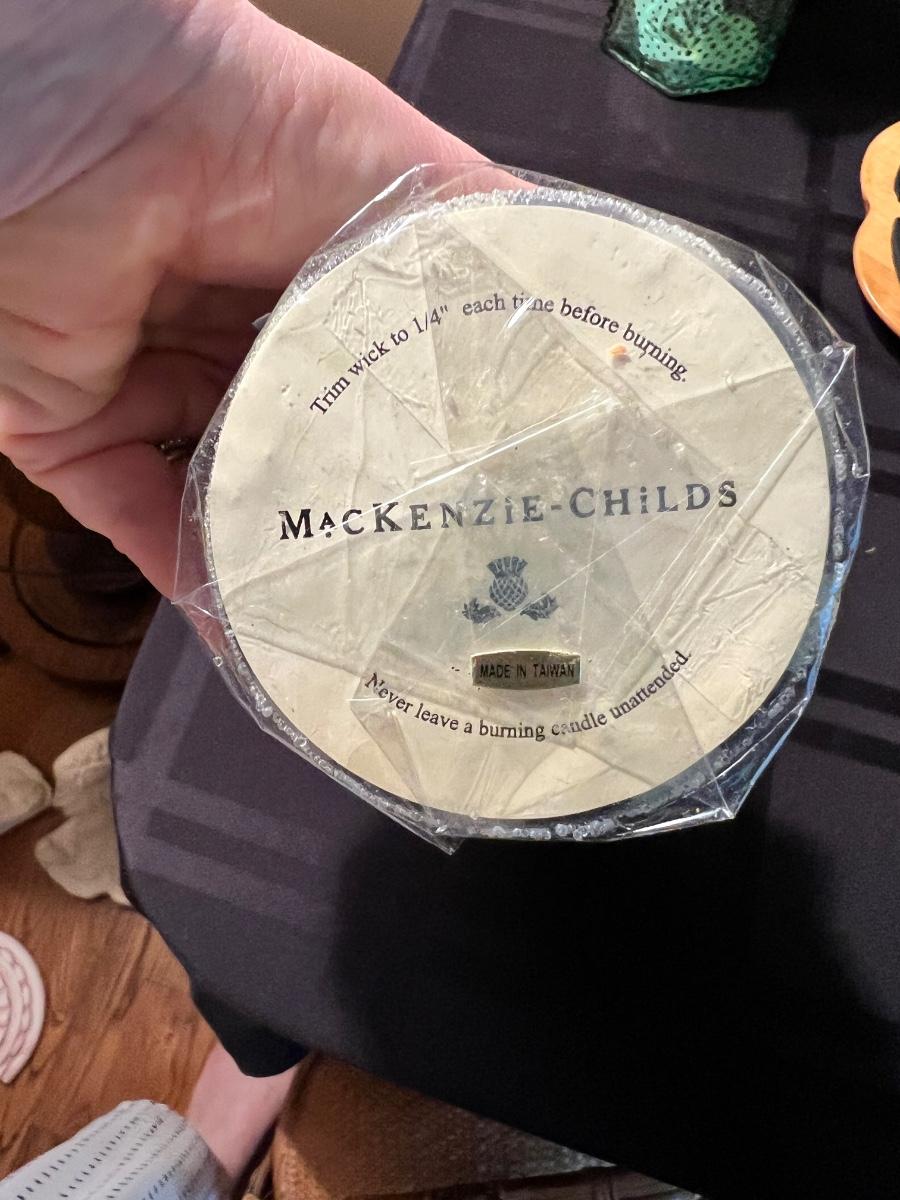 Trim wick to 1/4" each time before burning.
MACKENZIE-CHILDS
MADE IN TAIWAN
Never leave a burning candle unattended.